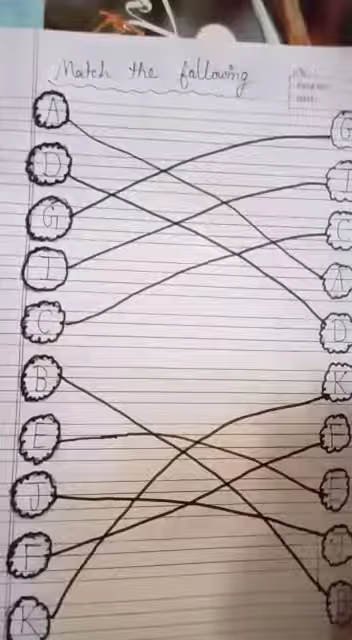 Match the following
A G
D I
G C
I A
C D
B K
E F
J E
F J
K B